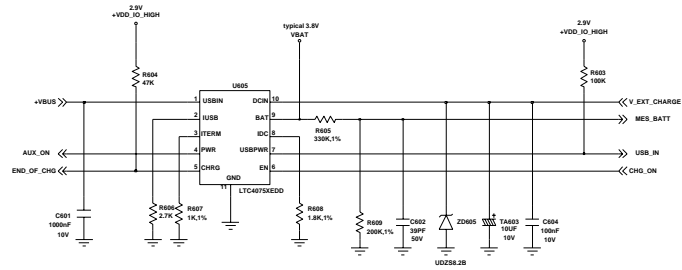 2.9V
+VDD_IO_HIGH
typical 3.8V
VBAT
2.9V
+VDD_IO_HIGH
R604
47K
R603
100K
U605
+VBUS
1
USBIN
DCIN
10
V_EXT_CHARGE
2
IUSB
BAT
9
MES_BATT
R605
330K,1%
3
ITERM
IDC
8
AUX_ON
4
PWR
USBPWR
7
USB_IN
END_OF_CHG
5
CHRG
EN
6
CHG_ON
GND
11
LTC4075XEDD
C601
1000nF
10V
R606
2.7K
R607
1K,1%
R608
1.8K,1%
R609
200K,1%
C602
39PF
50V
ZD605
UDZS8.2B
TA603
10UF
10V
C604
100nF
10V